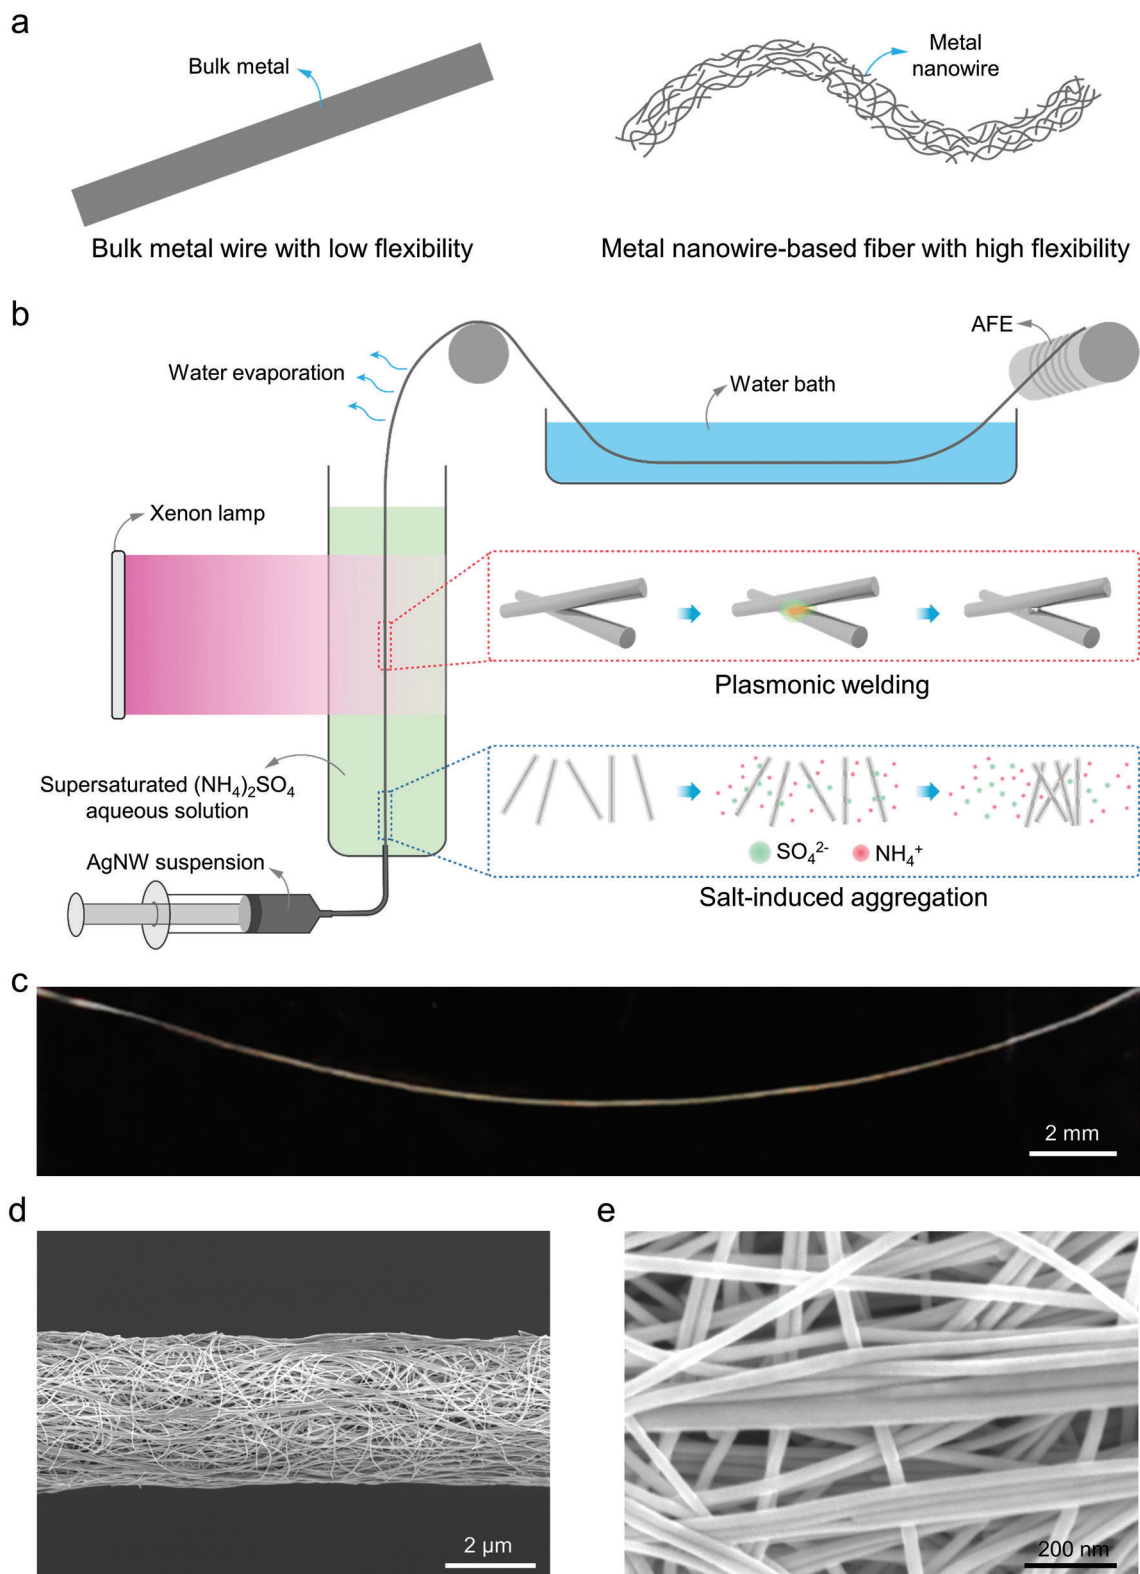 a
Bulk metal
Metal
nanowire
Bulk metal wire with low flexibility
Metal nanowire-based fiber with high flexibility
b
AFE
Water evaporation
Water bath
Xenon lamp
Plasmonic welding
Supersaturated (NH₄)₂SO₄
aqueous solution
SO₄²⁻
NH₄⁺
AgNW suspension
Salt-induced aggregation
c
2 mm
d
e
2 µm
200 nm